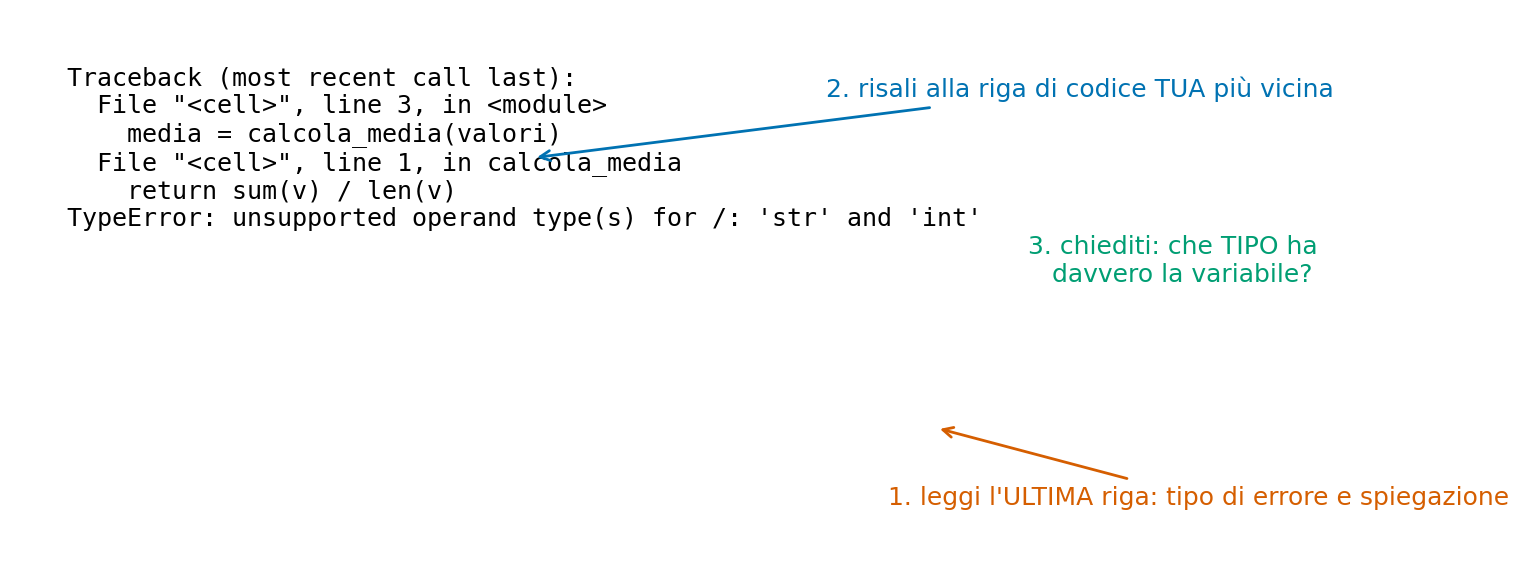 Traceback (most recent call last):
  File "<cell>", line 3, in <module>
    media = calcola_media(valori)
  File "<cell>", line 1, in calcola_media
    return sum(v) / len(v)
TypeError: unsupported operand type(s) for /: 'str' and 'int'
2. risali alla riga di codice TUA più vicina
3. chiediti: che TIPO ha
davvero la variabile?
1. leggi l'ULTIMA riga: tipo di errore e spiegazione